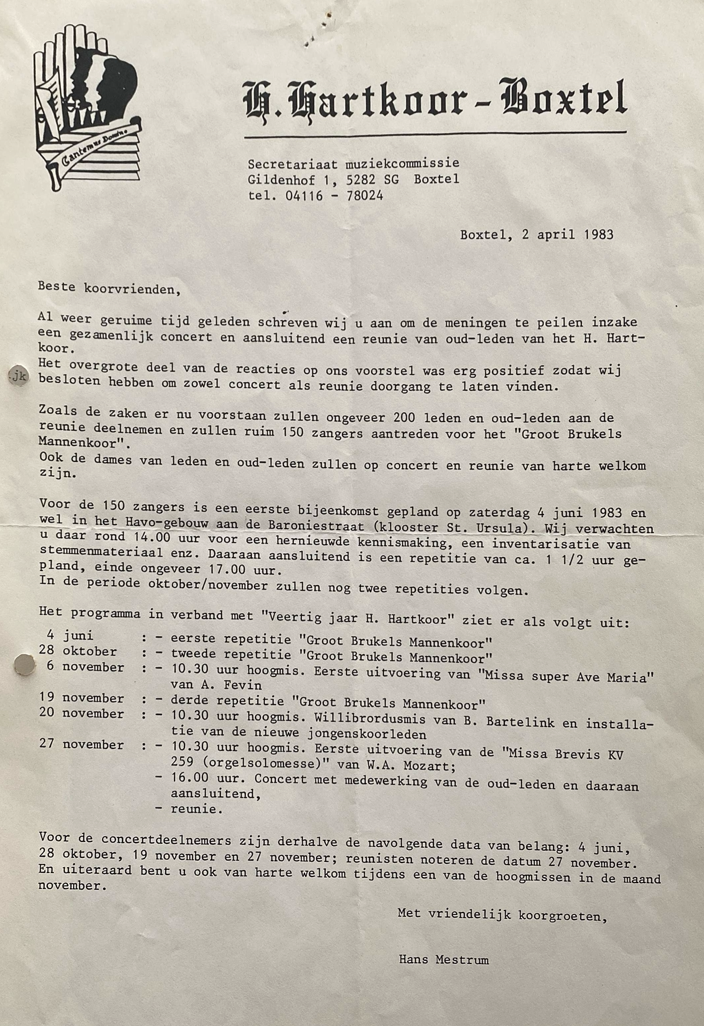 Cantemus Domino
H. Hartkoor - Boxtel
Secretariaat muziekcommissie
Gildenhof 1, 5282 SG Boxtel
tel. 04116 - 78024
Boxtel, 2 april 1983
Beste koorvrienden,
Al weer geruime tijd geleden schreven wij u aan om de meningen te peilen inzake
een gezamenlijk concert en aansluitend een reunie van oud-leden van het H. Hart-
koor.
Het overgrote deel van de reacties op ons voorstel was erg positief zodat wij
jk
besloten hebben om zowel concert als reunie doorgang te laten vinden.
Zoals de zaken er nu voorstaan zullen ongeveer 200 leden en oud-leden aan de
reunie deelnemen en zullen ruim 150 zangers aantreden voor het "Groot Brukels
Mannenkoor".
Ook de dames van leden en oud-leden zullen op concert en reunie van harte welkom
zijn.
Voor de 150 zangers is een eerste bijeenkomst gepland op zaterdag 4 juni 1983 en
wel in het Havo-gebouw aan de Baroniestraat (klooster St. Ursula). Wij verwachten
u daar rond 14.00 uur voor een hernieuwde kennismaking, een inventarisatie van
stemmenmateriaal enz. Daaraan aansluitend is een repetitie van ca. 1 1/2 uur ge-
pland, einde ongeveer 17.00 uur.
In de periode oktober/november zullen nog twee repetities volgen.
Het programma in verband met "Veertig jaar H. Hartkoor" ziet er als volgt uit:
4 juni : - eerste repetitie "Groot Brukels Mannenkoor"
28 oktober : - tweede repetitie "Groot Brukels Mannenkoor"
6 november : - 10.30 uur hoogmis. Eerste uitvoering van "Missa super Ave Maria"
van A. Fevin
19 november : - derde repetitie "Groot Brukels Mannenkoor"
20 november : - 10.30 uur hoogmis. Willibrordusmis van B. Bartelink en installa-
tie van de nieuwe jongenskoorleden
27 november : - 10.30 uur hoogmis. Eerste uitvoering van de "Missa Brevis KV
259 (orgelsolomesse)" van W.A. Mozart;
- 16.00 uur. Concert met medewerking van de oud-leden en daaraan
aansluitend,
- reunie.
Voor de concertdeelnemers zijn derhalve de navolgende data van belang: 4 juni,
28 oktober, 19 november en 27 november; reunisten noteren de datum 27 november.
En uiteraard bent u ook van harte welkom tijdens een van de hoogmissen in de maand
november.
Met vriendelijk koorgroeten,
Hans Mestrum